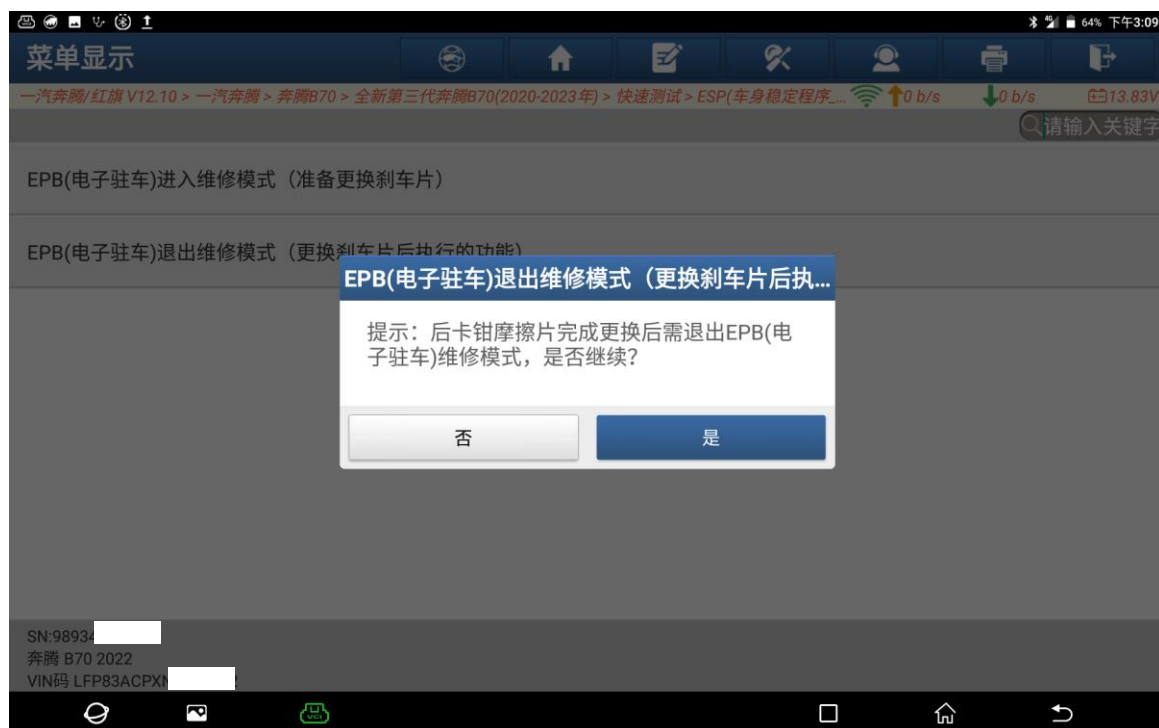 64% 下午3:09
菜单显示
一汽奔腾/红旗 V12.10 > 一汽奔腾 > 奔腾B70 > 全新第三代奔腾B70(2020-2023年) > 快速测试 > ESP(车身稳定程序_... 0 b/s 0 b/s 13.83V
请输入关键字
EPB(电子驻车)进入维修模式（准备更换刹车片）
EPB(电子驻车)退出维修模式（更换刹车片后执行的功能）
EPB(电子驻车)退出维修模式（更换刹车片后执...
提示：后卡钳摩擦片完成更换后需退出EPB(电
子驻车)维修模式，是否继续？
否 是
SN:98934
奔腾 B70 2022
VIN码 LFP83ACPX
VCI